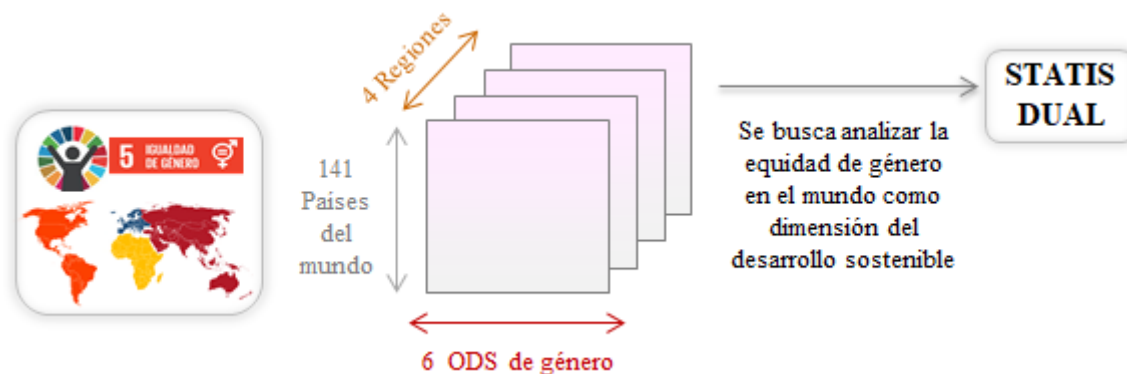 5 IGUALDAD
DE GÉNERO
4 Regiones
141
Países
del
mundo
6 ODS de género
Se busca analizar la
equidad de género
en el mundo como
dimensión del
desarrollo sostenible
STATIS
DUAL